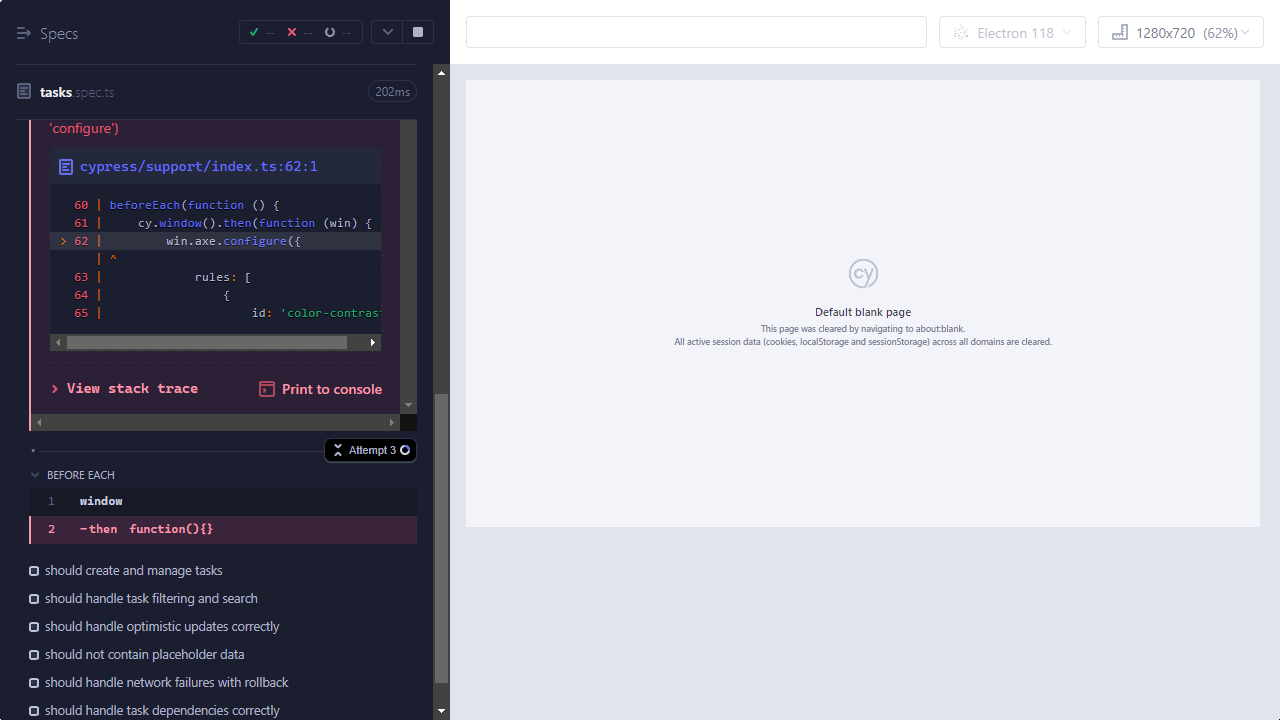 Specs
-- -- --
Electron 118
1280x720 (62%)
tasks.spec.ts
202ms
'configure')
cypress/support/index.ts:62:1
60 | beforeEach(function () {
61 |     cy.window().then(function (win) {
> 62 |         win.axe.configure({
| ^
63 |             rules: [
64 |                 {
65 |                     id: 'color-contras
View stack trace
Print to console
Attempt 3
BEFORE EACH
1 window
2 -then function(){}
should create and manage tasks
should handle task filtering and search
should handle optimistic updates correctly
should not contain placeholder data
should handle network failures with rollback
should handle task dependencies correctly
cy
Default blank page
This page was cleared by navigating to about:blank.
All active session data (cookies, localStorage and sessionStorage) across all domains are cleared.